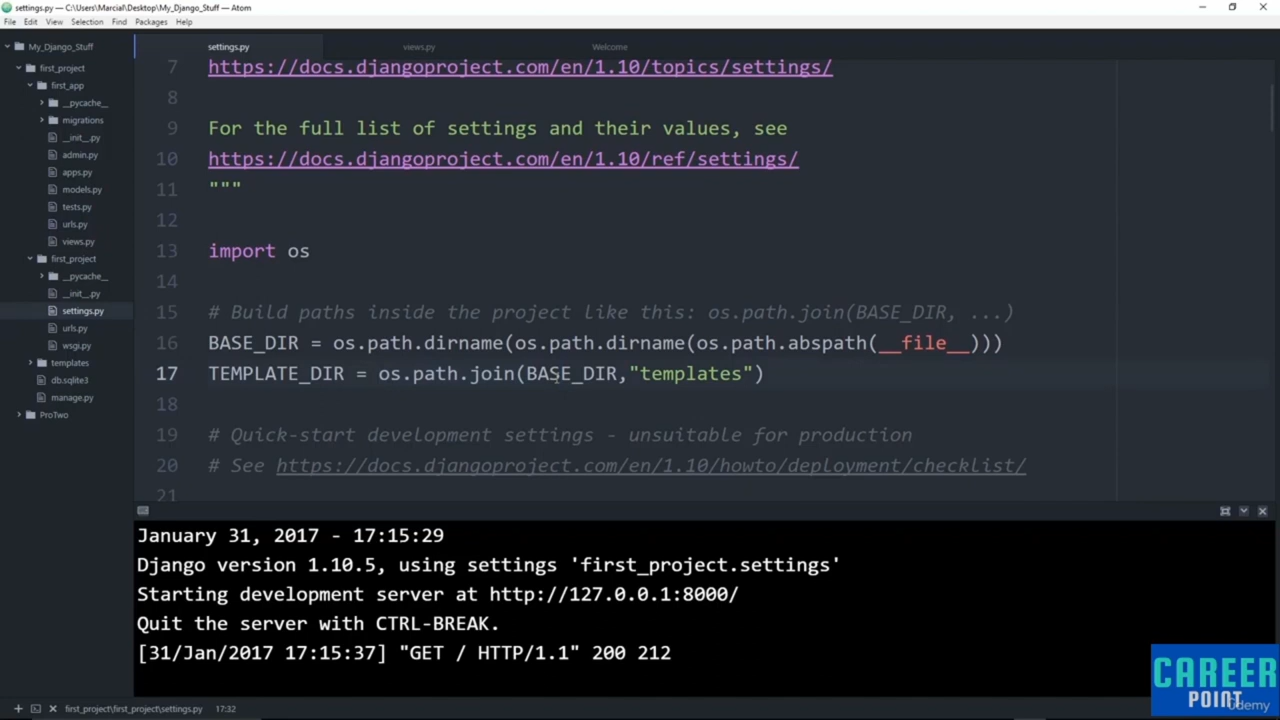 settings.py — C:\Users\Marcial\Desktop\My_Django_Stuff — Atom
File Edit View Selection Find Packages Help
My_Django_Stuff
first_project
first_app
__pycache__
migrations
__init__.py
admin.py
apps.py
models.py
tests.py
urls.py
views.py
first_project
__pycache__
__init__.py
settings.py
urls.py
wsgi.py
templates
db.sqlite3
manage.py
ProTwo
settings.py views.py Welcome
7 https://docs.djangoproject.com/en/1.10/topics/settings/
8
9 For the full list of settings and their values, see
10 https://docs.djangoproject.com/en/1.10/ref/settings/
11 """
12
13 import os
14
15 # Build paths inside the project like this: os.path.join(BASE_DIR, ...)
16 BASE_DIR = os.path.dirname(os.path.dirname(os.path.abspath(__file__)))
17 TEMPLATE_DIR = os.path.join(BASE_DIR,"templates")
18
19 # Quick-start development settings - unsuitable for production
20 # See https://docs.djangoproject.com/en/1.10/howto/deployment/checklist/
21
January 31, 2017 - 17:15:29
Django version 1.10.5, using settings 'first_project.settings'
Starting development server at http://127.0.0.1:8000/
Quit the server with CTRL-BREAK.
[31/Jan/2017 17:15:37] "GET / HTTP/1.1" 200 212
first_project\first_project\settings.py 17:32
CAREER
POINT
Udemy